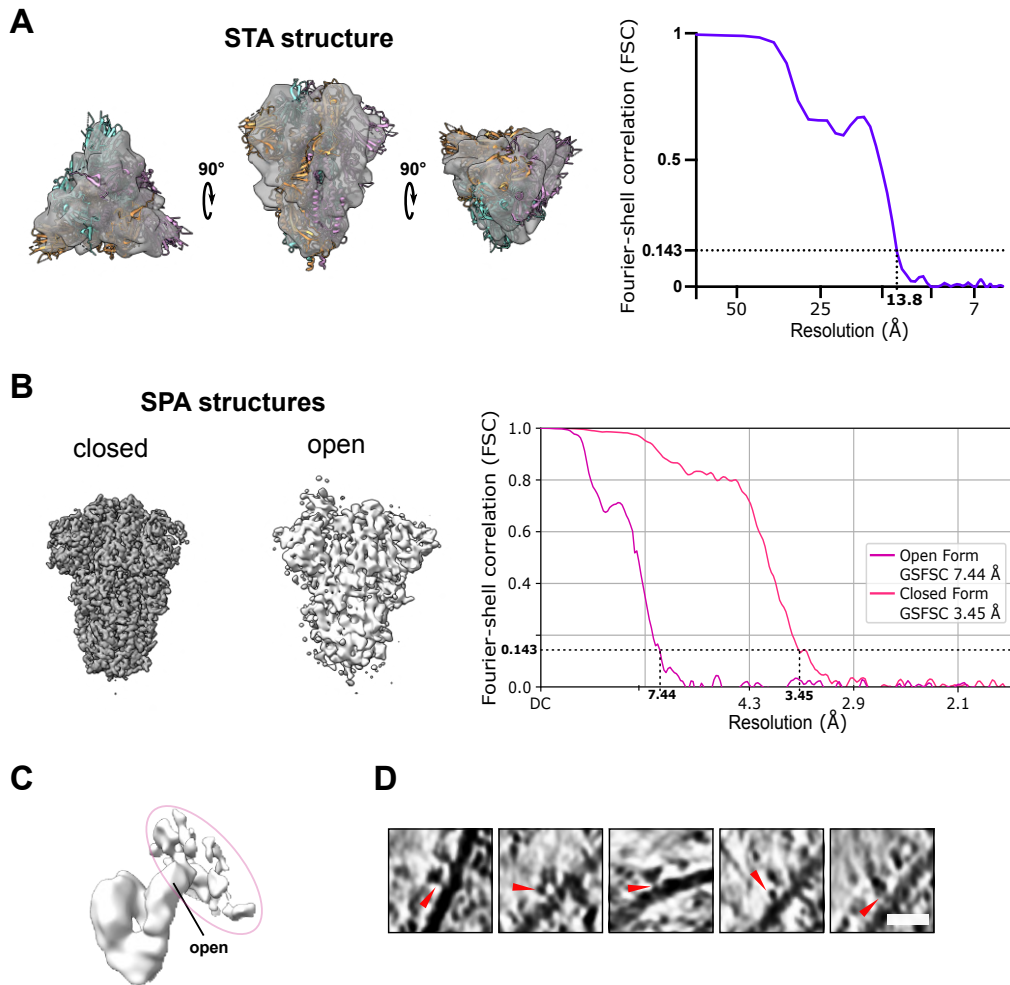 A
STA structure
90°
90°
Fourier-shell correlation (FSC)
1
0.5
0.143
0
50
25
13.8
7
Resolution (Å)
B
SPA structures
closed
open
Fourier-shell correlation (FSC)
1.0
0.8
0.6
0.4
0.143
0.0
Open Form
GSFSC 7.44 Å
Closed Form
GSFSC 3.45 Å
DC
7.44
4.3
3.45
2.9
2.1
Resolution (Å)
C
open
D